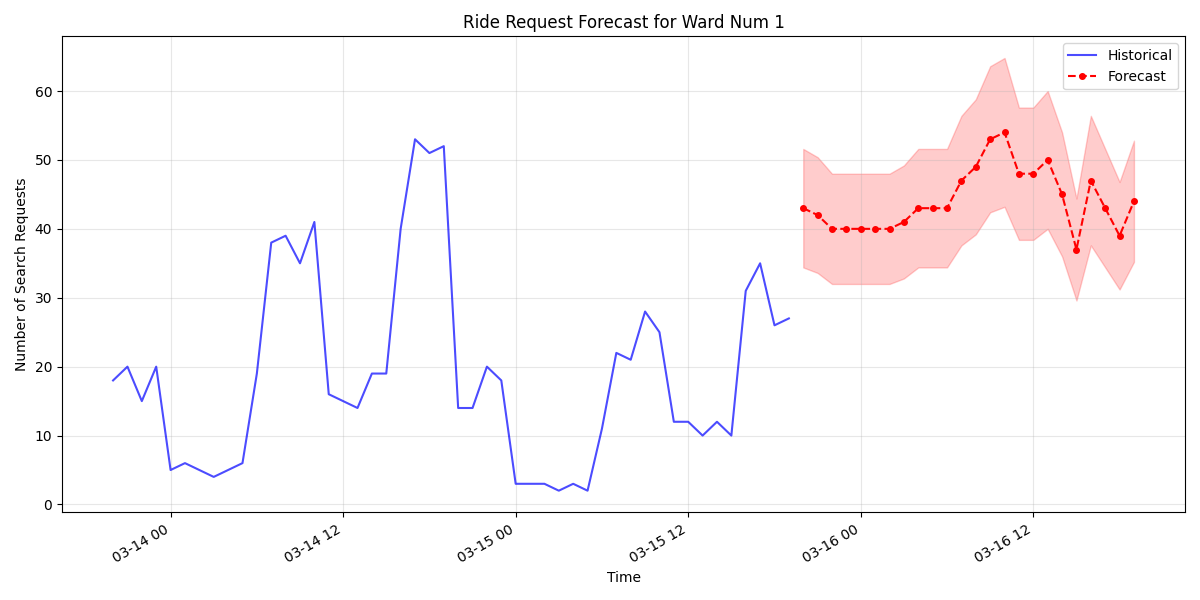 Ride Request Forecast for Ward Num 1
Historical
Forecast
Number of Search Requests
60
50
40
30
20
10
0
03-14 00
03-14 12
03-15 00
03-15 12
03-16 00
03-16 12
Time